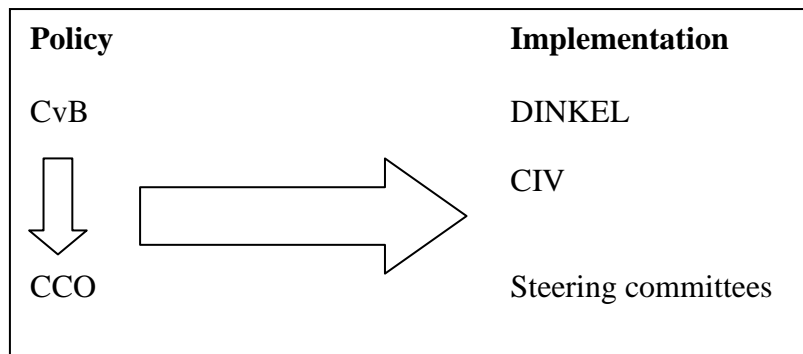 Policy Implementation
CvB DINKEL
CIV
CCO Steering committees